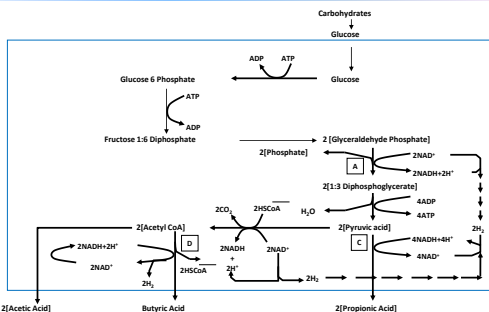 Carbohydrates
Glucose
ADP ATP
Glucose 6 Phosphate
Glucose
ATP
ADP
Fructose 1:6 Diphosphate
2 [Glyceraldehyde Phosphate]
2[Phosphate]
A
2NAD⁺
2NADH+2H⁺
2[1:3 Diphosphoglycerate]
2CO₂
2HSCoA
H₂O
4ADP
4ATP
2[Acetyl CoA]
2[Pyruvic acid]
2H₂
D
C
2NADH+2H⁺
2NADH
+
2H⁺
2NAD⁺
4NADH+4H⁺
2NAD⁺
2HSCoA
4NAD⁺
2H₂
2H₂
2[Acetic Acid]
Butyric Acid
2[Propionic Acid]